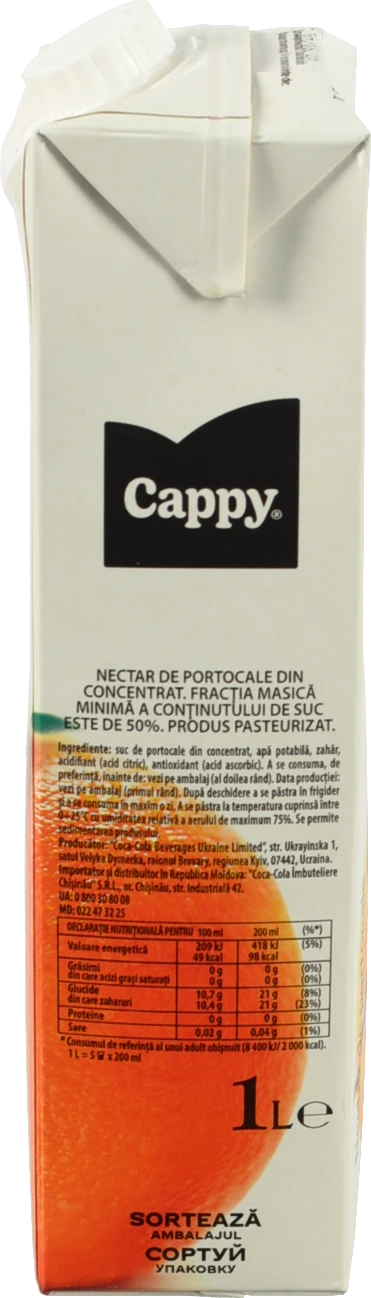 Cappy®
NECTAR DE PORTOCALE DIN
CONCENTRAT. FRACȚIA MASICĂ
MINIMĂ A CONȚINUTULUI DE SUC
ESTE DE 50%. PRODUS PASTEURIZAT.
Ingrediente: suc de portocale din concentrat, apă potabilă, zahăr,
acidifiant (acid citric), antioxidant (acid ascorbic). A se consuma, de
preferință, inainte de: vezi pe ambalaj (al doilea rând). Data producției:
vezi pe ambalaj (primul rând). După deschidere a se păstra în frigider
și a se consuma în maxim o zi. A se păstra la temperatura cuprinsă între
0–25°C cu umiditatea relativă a aerului de maximum 75%. Se permite
sedimentarea produsului.
Producător: "Coca-Cola Beverages Ukraine Limited", str. Ukrayinska 1,
satul Velyka Dymerka, raionul Brovary, regiunea Kyiv, 07442, Ucraina.
Importator și distribuitor în Republica Moldova: "Coca-Cola Îmbuteliere
Chișinău" S.R.L., or. Chișinău, str. Industrială 42.
UA: 0 800 30 80 08
MD: 022 47 32 25
DECLARAȚIE NUTRIȚIONALĂ PENTRU 100 ml 200 ml (%*)
Valoare energetică 209 kJ 418 kJ (5%)
49 kcal 98 kcal
Grăsimi 0 g 0 g (0%)
din care acizi grași saturați 0 g 0 g (0%)
Glucide 10,7 g 21 g (8%)
din care zaharuri 10,4 g 21 g (23%)
Proteine 0 g 0 g (0%)
Sare 0,02 g 0,04 g (1%)
*Consumul de referință al unui adult obișnuit (8 400 kJ/ 2 000 kcal).
1 L = 5 x 200 ml
1L℮
SORTEAZĂ
AMBALAJUL
СОРТУЙ
УПАКОВКУ